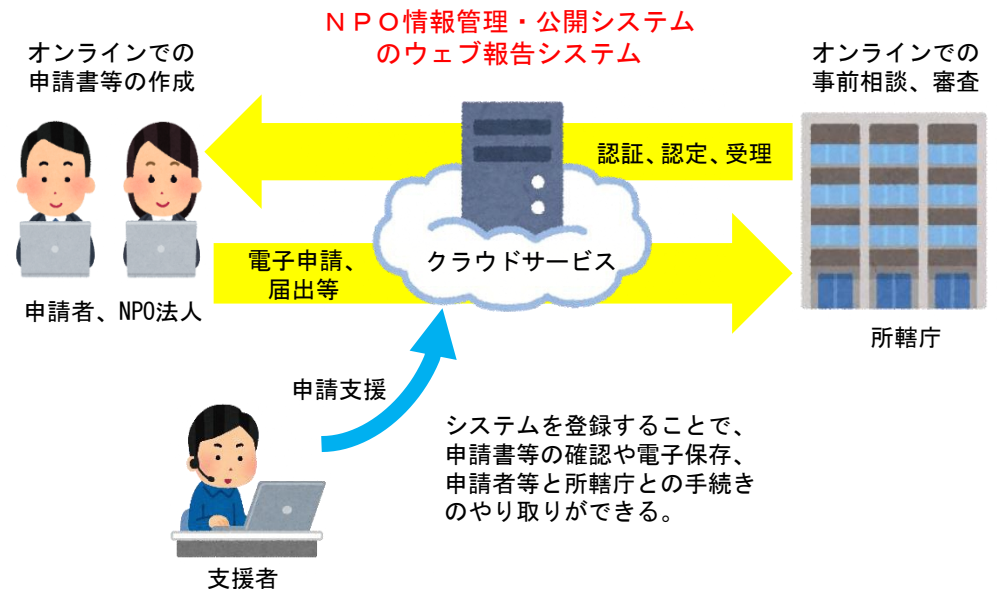 NPO情報管理・公開システム
のウェブ報告システム
オンラインでの
申請書等の作成
オンラインでの
事前相談、審査
認証、認定、受理
電子申請、
届出等
クラウドサービス
申請者、NPO法人
所轄庁
申請支援
システムを登録することで、
申請書等の確認や電子保存、
申請者等と所轄庁との手続き
のやり取りができる。
支援者